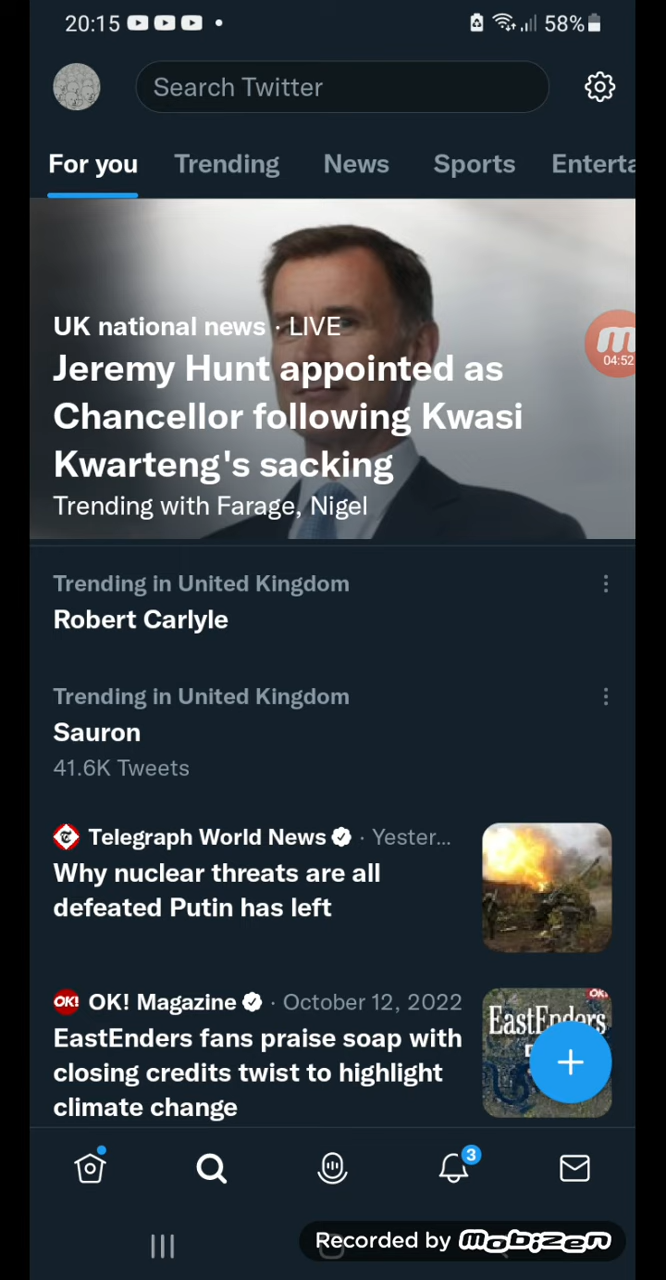 20:15
58%
Search Twitter
For you
Trending
News
Sports
Enterta
UK national news · LIVE
Jeremy Hunt appointed as
Chancellor following Kwasi
Kwarteng's sacking
Trending with Farage, Nigel
04:52
Trending in United Kingdom
Robert Carlyle
Trending in United Kingdom
Sauron
41.6K Tweets
Telegraph World News · Yester...
Why nuclear threats are all
defeated Putin has left
OK! OK! Magazine · October 12, 2022
EastEnders fans praise soap with
closing credits twist to highlight
climate change
OK!
EastEnders
3
Recorded by mobizen